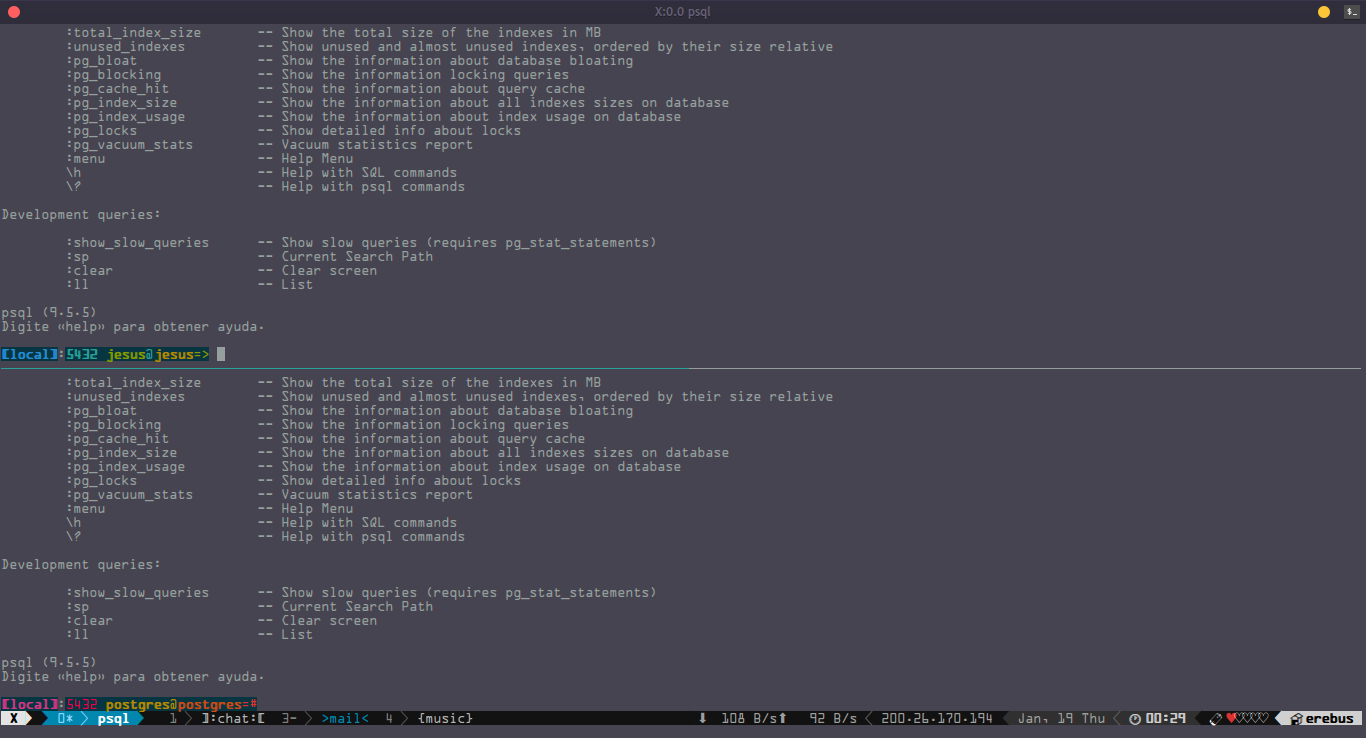 X:0.0 psql
:total_index_size -- Show the total size of the indexes in MB
:unused_indexes -- Show unused and almost unused indexes, ordered by their size relative
:pg_bloat -- Show the information about database bloating
:pg_blocking -- Show the information locking queries
:pg_cache_hit -- Show the information about query cache
:pg_index_size -- Show the information about all indexes sizes on database
:pg_index_usage -- Show the information about index usage on database
:pg_locks -- Show detailed info about locks
:pg_vacuum_stats -- Vacuum statistics report
:menu -- Help Menu
\h -- Help with SQL commands
\? -- Help with psql commands
Development queries:
:show_slow_queries -- Show slow queries (requires pg_stat_statements)
:sp -- Current Search Path
:clear -- Clear screen
:ll -- List
psql (9.5.5)
Digite «help» para obtener ayuda.
[local]:5432 jesus@jesus=>
:total_index_size -- Show the total size of the indexes in MB
:unused_indexes -- Show unused and almost unused indexes, ordered by their size relative
:pg_bloat -- Show the information about database bloating
:pg_blocking -- Show the information locking queries
:pg_cache_hit -- Show the information about query cache
:pg_index_size -- Show the information about all indexes sizes on database
:pg_index_usage -- Show the information about index usage on database
:pg_locks -- Show detailed info about locks
:pg_vacuum_stats -- Vacuum statistics report
:menu -- Help Menu
\h -- Help with SQL commands
\? -- Help with psql commands
Development queries:
:show_slow_queries -- Show slow queries (requires pg_stat_statements)
:sp -- Current Search Path
:clear -- Clear screen
:ll -- List
psql (9.5.5)
Digite «help» para obtener ayuda.
[local]:5432 postgres@postgres=#
X 0* psql 1 ]:chat:[ 3- >mail< 4 {music} ⬇ 108 B/s⬆ 92 B/s 200.26.170.194 Jan, 19 Thu 00:29 ♥♡♡♡♡ erebus